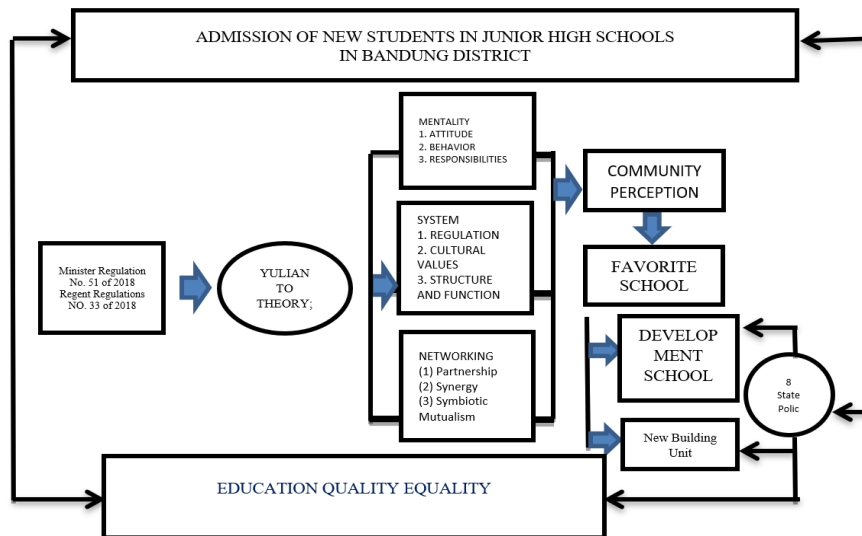 ADMISSION OF NEW STUDENTS IN JUNIOR HIGH SCHOOLS
IN BANDUNG DISTRICT
Minister Regulation
No. 51 of 2018
Regent Regulations
NO. 33 of 2018
YULIAN
TO
THEORY;
MENTALITY
1. ATTITUDE
2. BEHAVIOR
3. RESPONSIBILITIES
SYSTEM
1. REGULATION
2. CULTURAL
VALUES
3. STRUCTURE
AND FUNCTION
NETWORKING
(1) Partnership
(2) Synergy
(3) Symbiotic
Mutualism
COMMUNITY
PERCEPTION
FAVORITE
SCHOOL
DEVELOP
MENT
SCHOOL
New Building
Unit
8
State
Polic
EDUCATION QUALITY EQUALITY